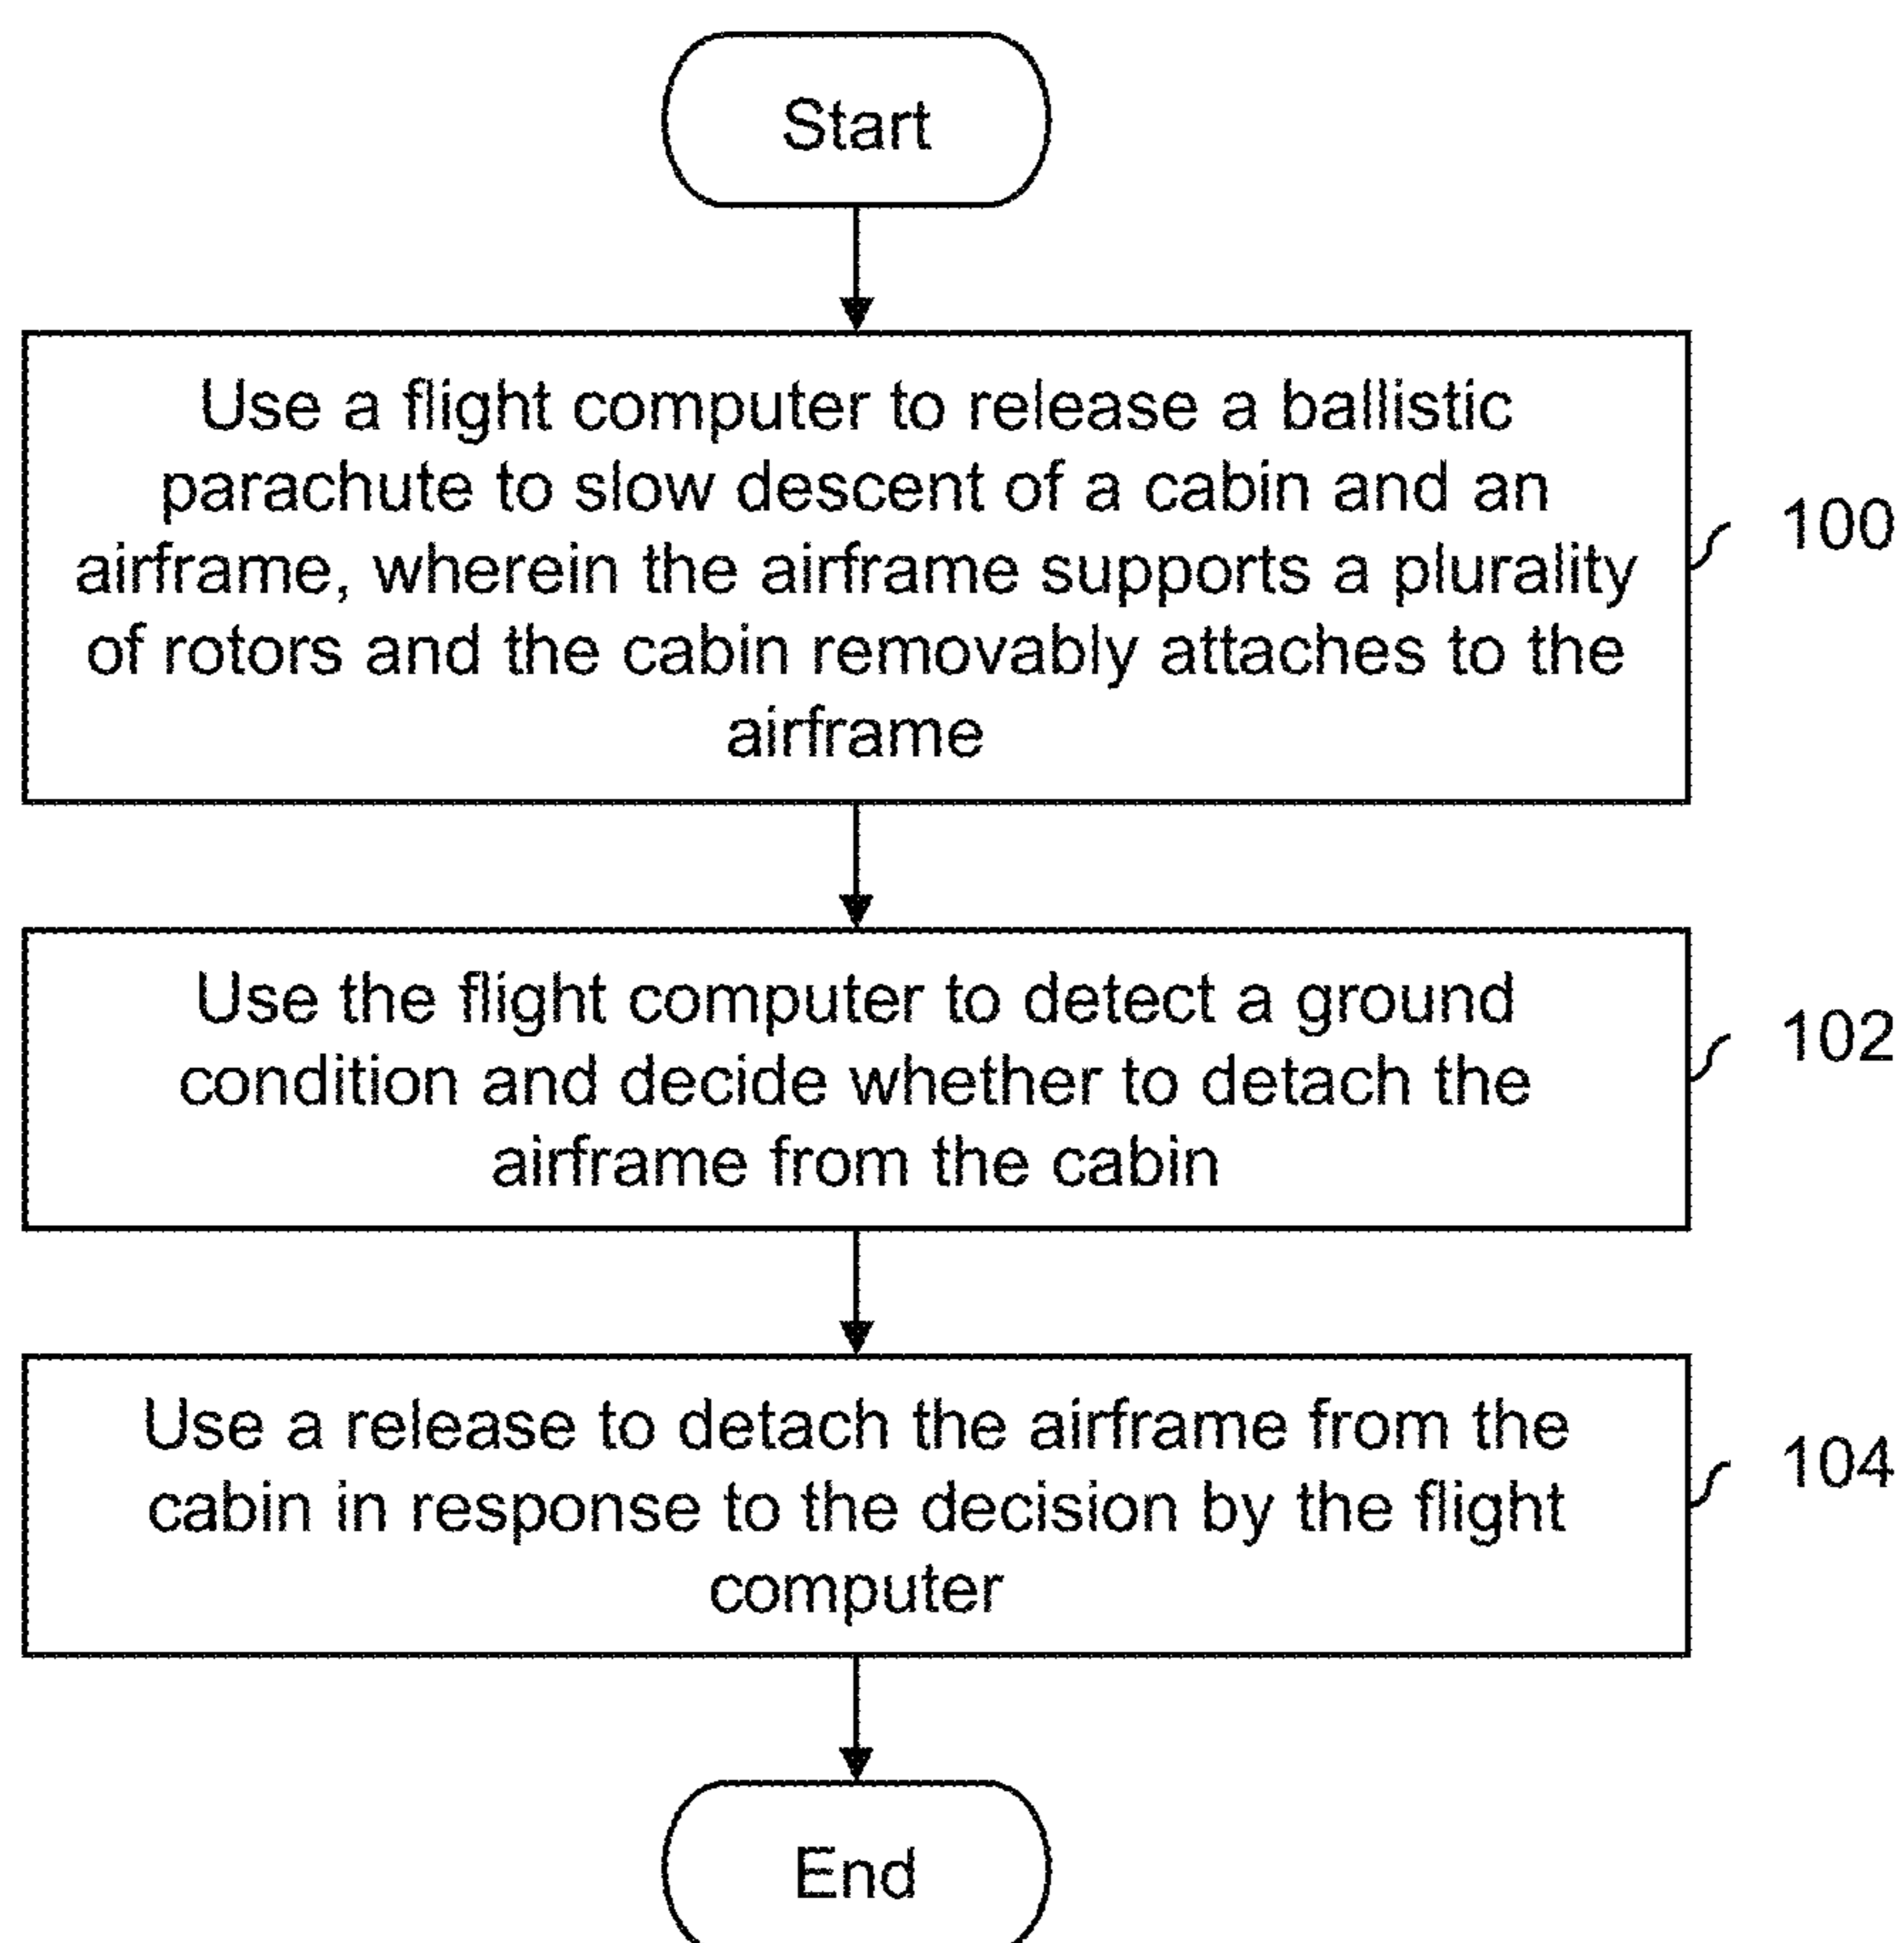 Start
Use a flight computer to release a ballistic
parachute to slow descent of a cabin and an
airframe, wherein the airframe supports a plurality
of rotors and the cabin removably attaches to the
airframe
100
Use the flight computer to detect a ground
condition and decide whether to detach the
airframe from the cabin
102
Use a release to detach the airframe from the
cabin in response to the decision by the flight
computer
104
End